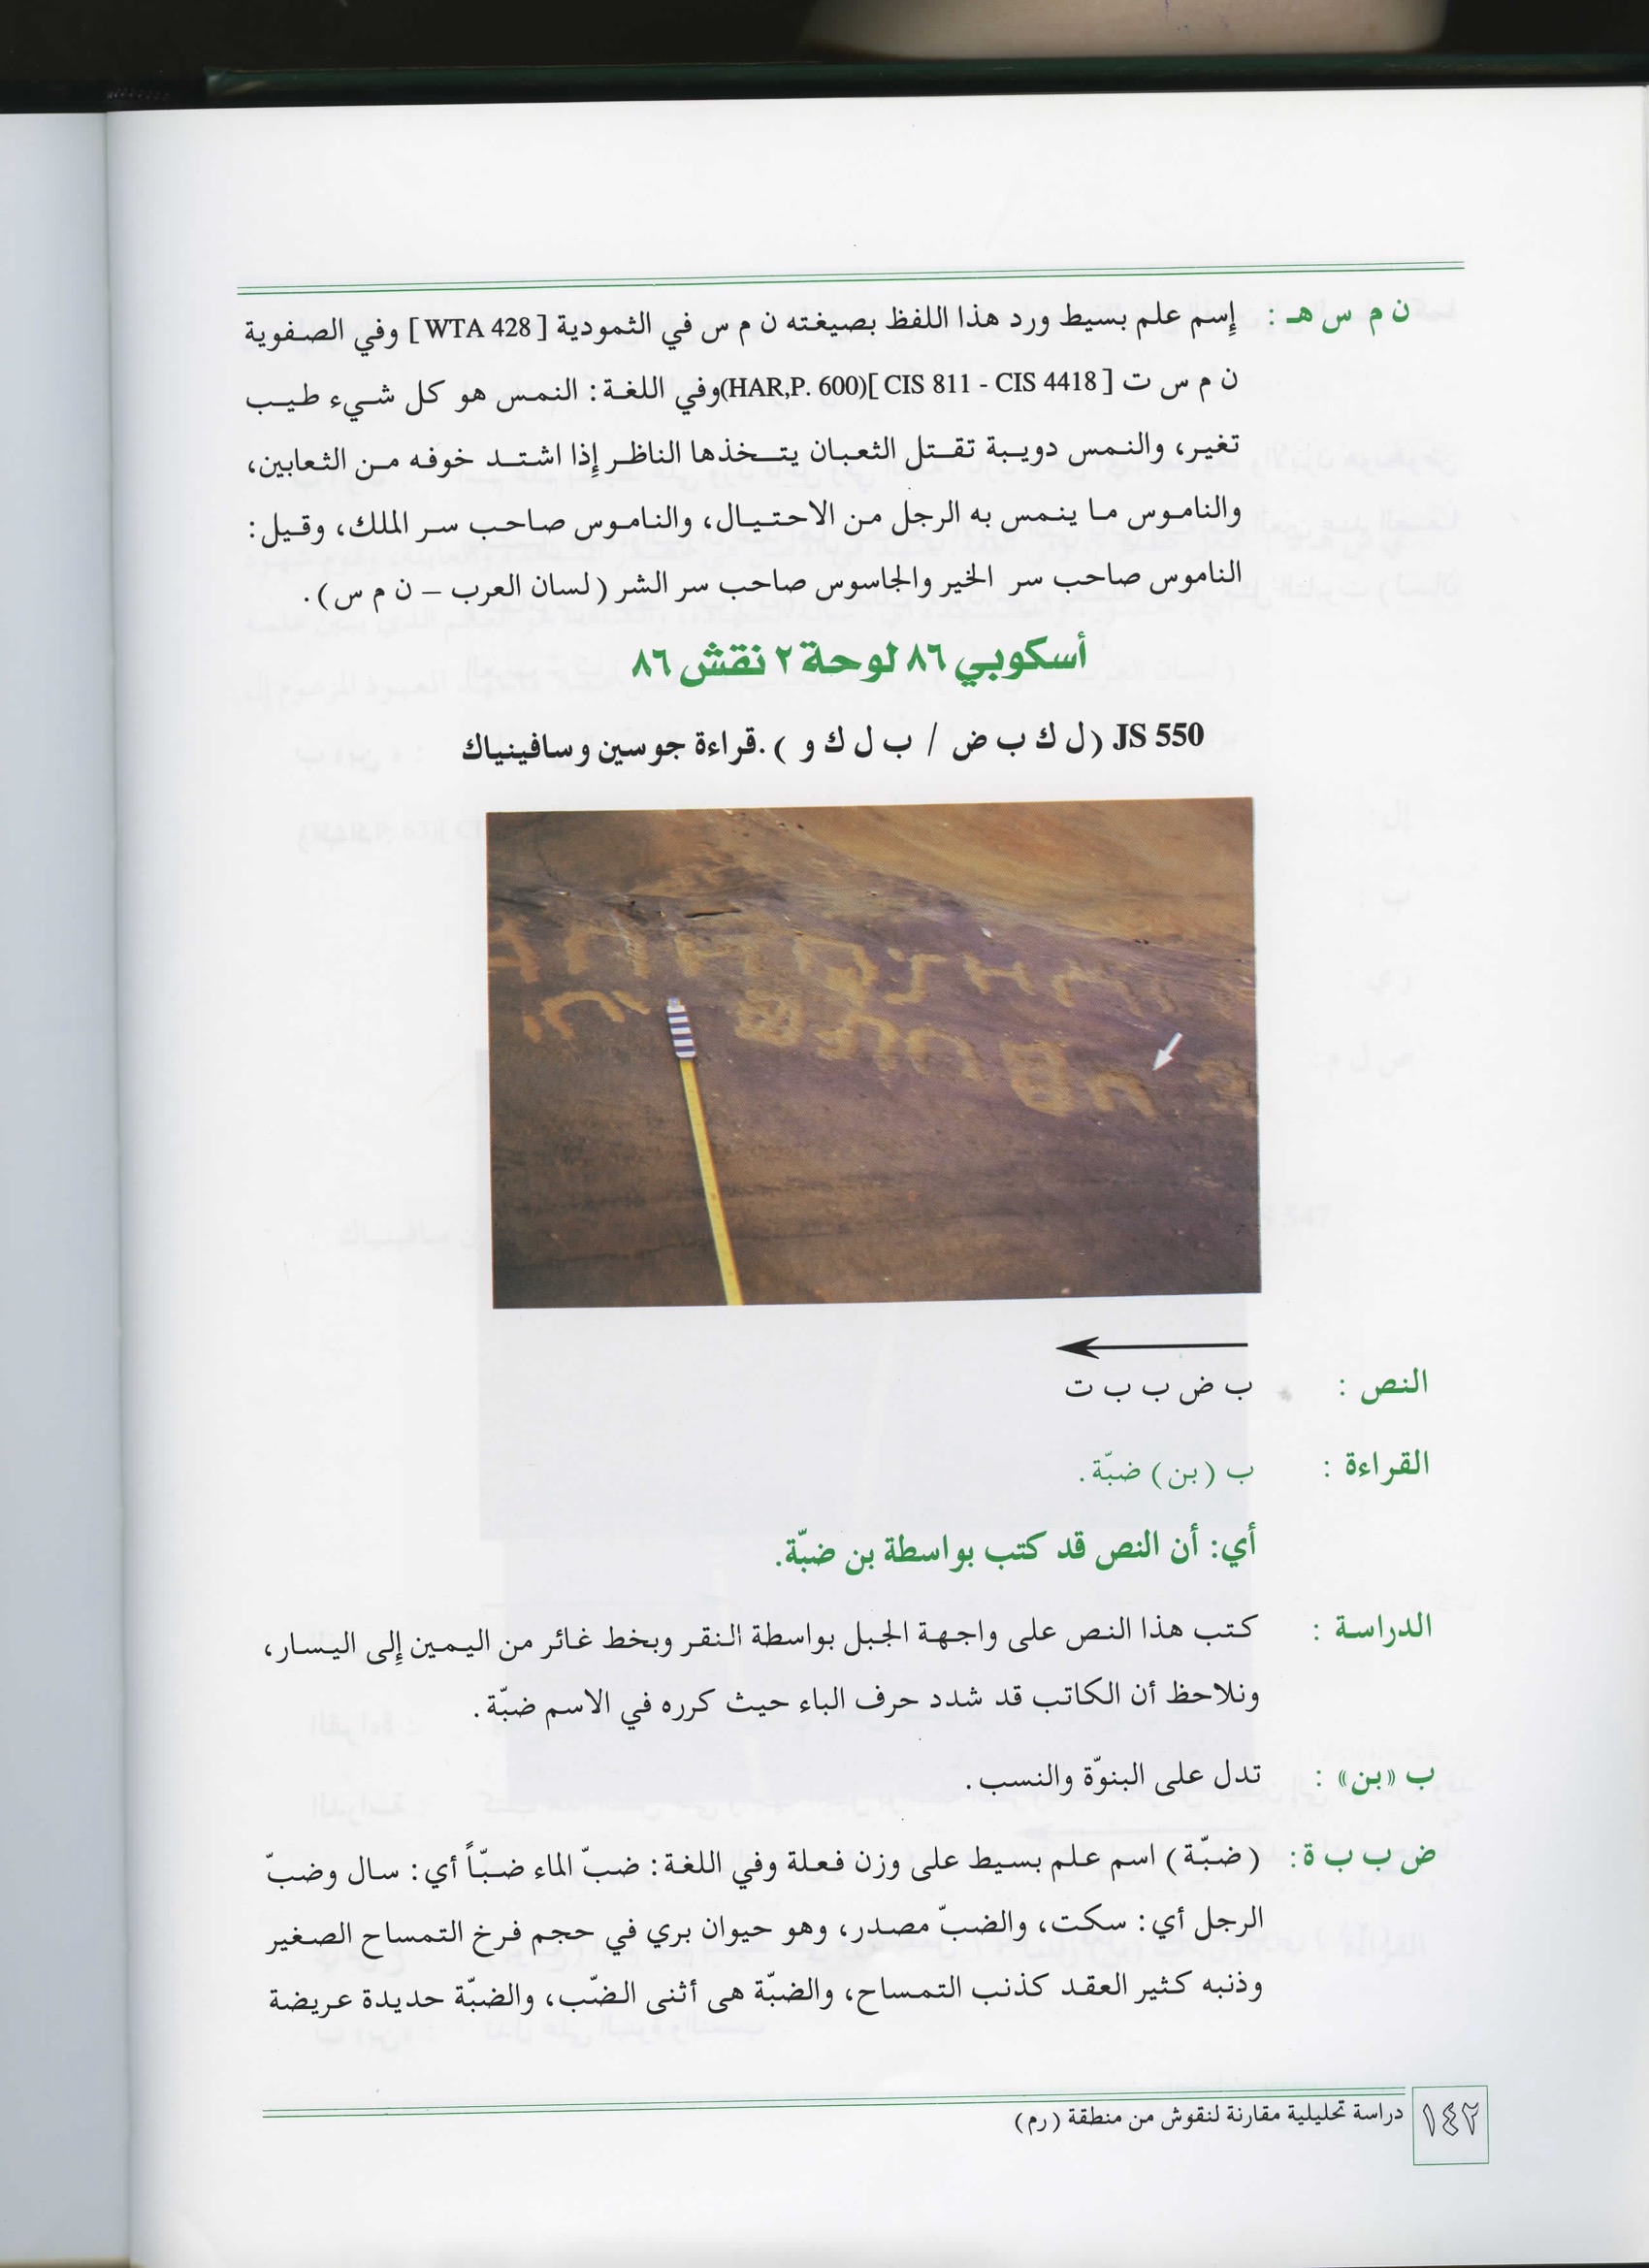 ن م س هـ : إسم علم بسيط ورد هذا اللفظ بصيغته ن م س في الثمودية [ WTA 428 ] وفي الصفوية
ن م س ت [ CIS 811 - CIS 4418 ](HAR,P. 600)وفي اللغة: النمس هو كل شيء طيب
تغير، والنمس دويبة تقتل الثعبان يتخذها الناظر إذا اشتد خوفه من الثعابين،
والناموس ما ينمس به الرجل من الاحتيال، والناموس صاحب سر الملك، وقيل:
الناموس صاحب سر الخير والجاسوس صاحب سر الشر (لسان العرب – ن م س).
أسكوبي ٨٦ لوحة ٢ نقش ٨٦
JS 550 (ل ك ب ض / ب ل ك و ). قراءة جوسين وسافينياك
النص : ب ض ب ب ت
القراءة : ب (بن) ضبّة.
أي: أن النص قد كتب بواسطة بن ضبّة.
الدراسة : كتب هذا النص على واجهة الجبل بواسطة النقر وبخط غائر من اليمين إلى اليسار،
ونلاحظ أن الكاتب قد شدد حرف الباء حيث كرره في الاسم ضبّة.
ب «بن» : تدل على البنوّة والنسب.
ض ب ب ة: (ضبّة) اسم علم بسيط على وزن فعلة وفي اللغة: ضبّ الماء ضبّاً أي: سال وضبّ
الرجل أي: سكت، والضبّ مصدر، وهو حيوان بري في حجم فرخ التمساح الصغير
وذنبه كثير العقد كذنب التمساح، والضبّة هى أثنى الضّب، والضبّة حديدة عريضة
١٤٢ دراسة تحليلية مقارنة لنقوش من منطقة (رم)